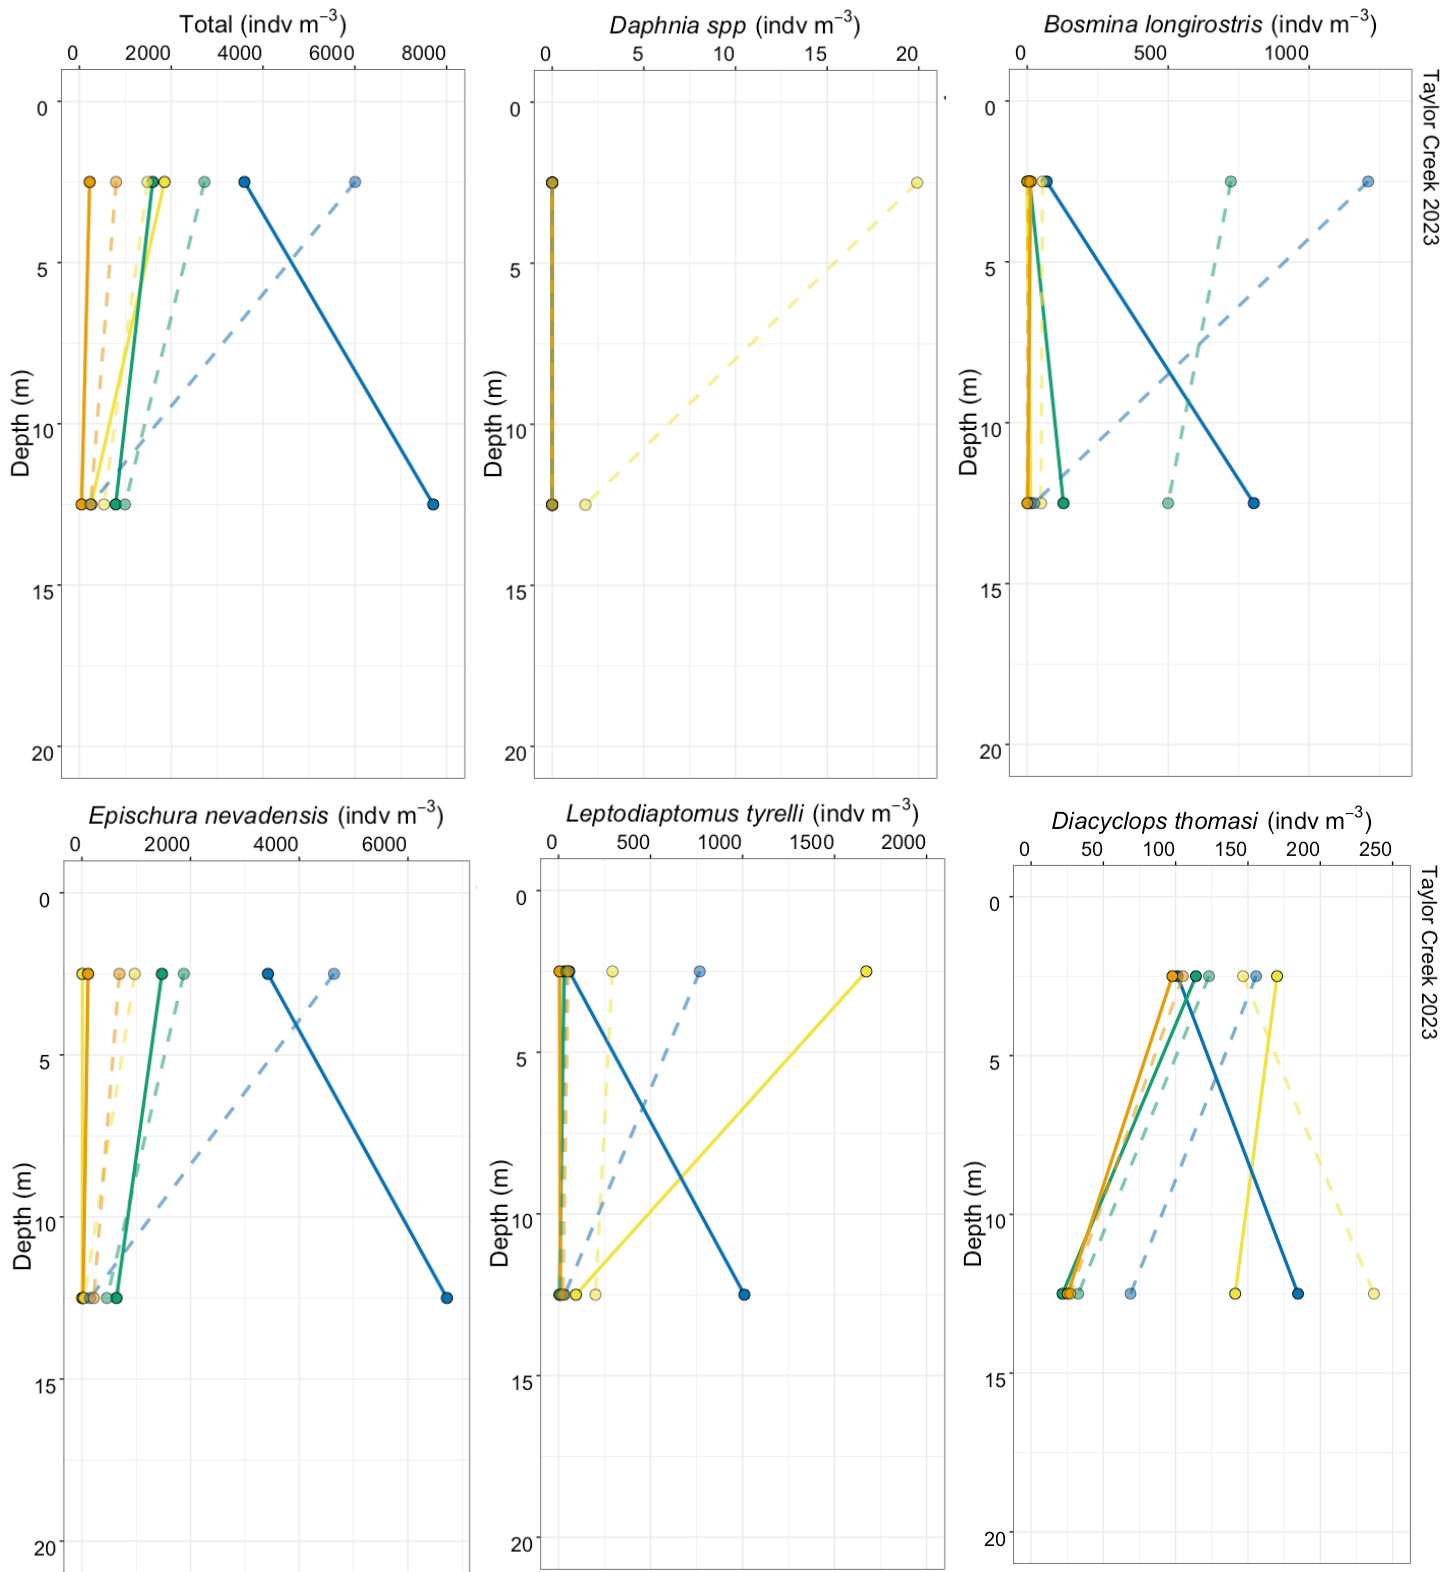 Total (indv m⁻³)
0 2000 4000 6000 8000
0
5
10
15
20
Depth (m)
Daphnia spp (indv m⁻³)
0 5 10 15 20
0
5
10
15
20
Depth (m)
Bosmina longirostris (indv m⁻³)
0 500 1000
0
5
10
15
20
Depth (m)
Taylor Creek 2023
Epischura nevadensis (indv m⁻³)
0 2000 4000 6000
0
5
10
15
20
Depth (m)
Leptodiaptomus tyrelli (indv m⁻³)
0 500 1000 1500 2000
0
5
10
15
20
Depth (m)
Diacyclops thomasi (indv m⁻³)
0 50 100 150 200 250
0
5
10
15
20
Depth (m)
Taylor Creek 2023